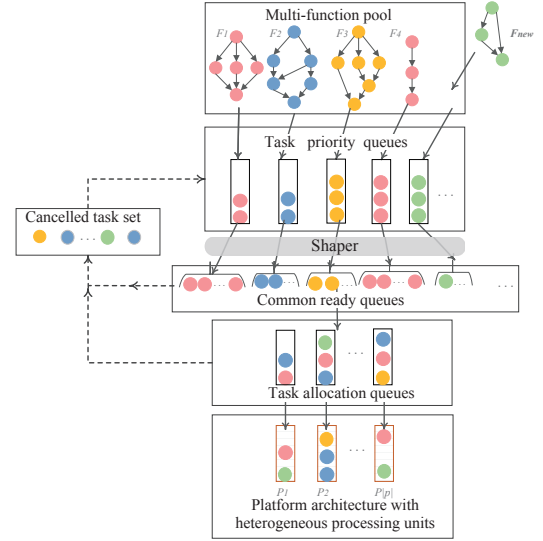 Multi-function pool
F1 F2 F3 F4 Fnew
Task priority queues
...
Cancelled task set
...
Shaper
... ... ... ... ... ...
Common ready queues
...
Task allocation queues
...
P1 P2 P|p|
Platform architecture with
heterogeneous processing units